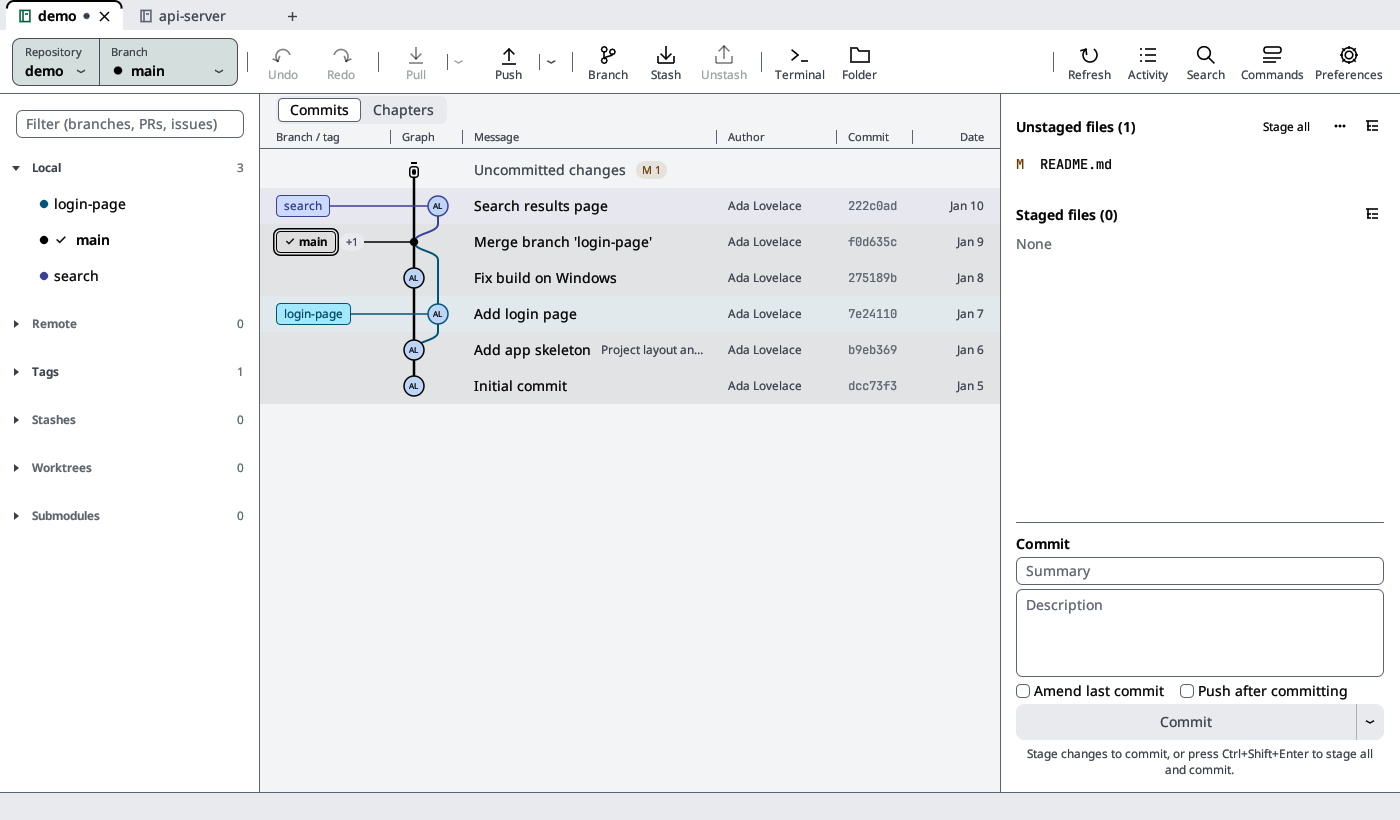 demo
api-server
Repository
demo
Branch
main
Undo
Redo
Pull
Push
Branch
Stash
Unstash
Terminal
Folder
Refresh
Activity
Search
Commands
Preferences
Filter (branches, PRs, issues)
Local 3
login-page
main
search
Remote 0
Tags 1
Stashes 0
Worktrees 0
Submodules 0
Commits
Chapters
Branch / tag Graph Message Author Commit Date
Uncommitted changes M 1
search AL Search results page Ada Lovelace 222c0ad Jan 10
main +1 Merge branch 'login-page' Ada Lovelace f0d635c Jan 9
AL Fix build on Windows Ada Lovelace 275189b Jan 8
login-page AL Add login page Ada Lovelace 7e24110 Jan 7
AL Add app skeleton Project layout an... Ada Lovelace b9eb369 Jan 6
AL Initial commit Ada Lovelace dcc73f3 Jan 5
Unstaged files (1) Stage all
M README.md
Staged files (0)
None
Commit
Summary
Description
Amend last commit
Push after committing
Commit
Stage changes to commit, or press Ctrl+Shift+Enter to stage all
and commit.